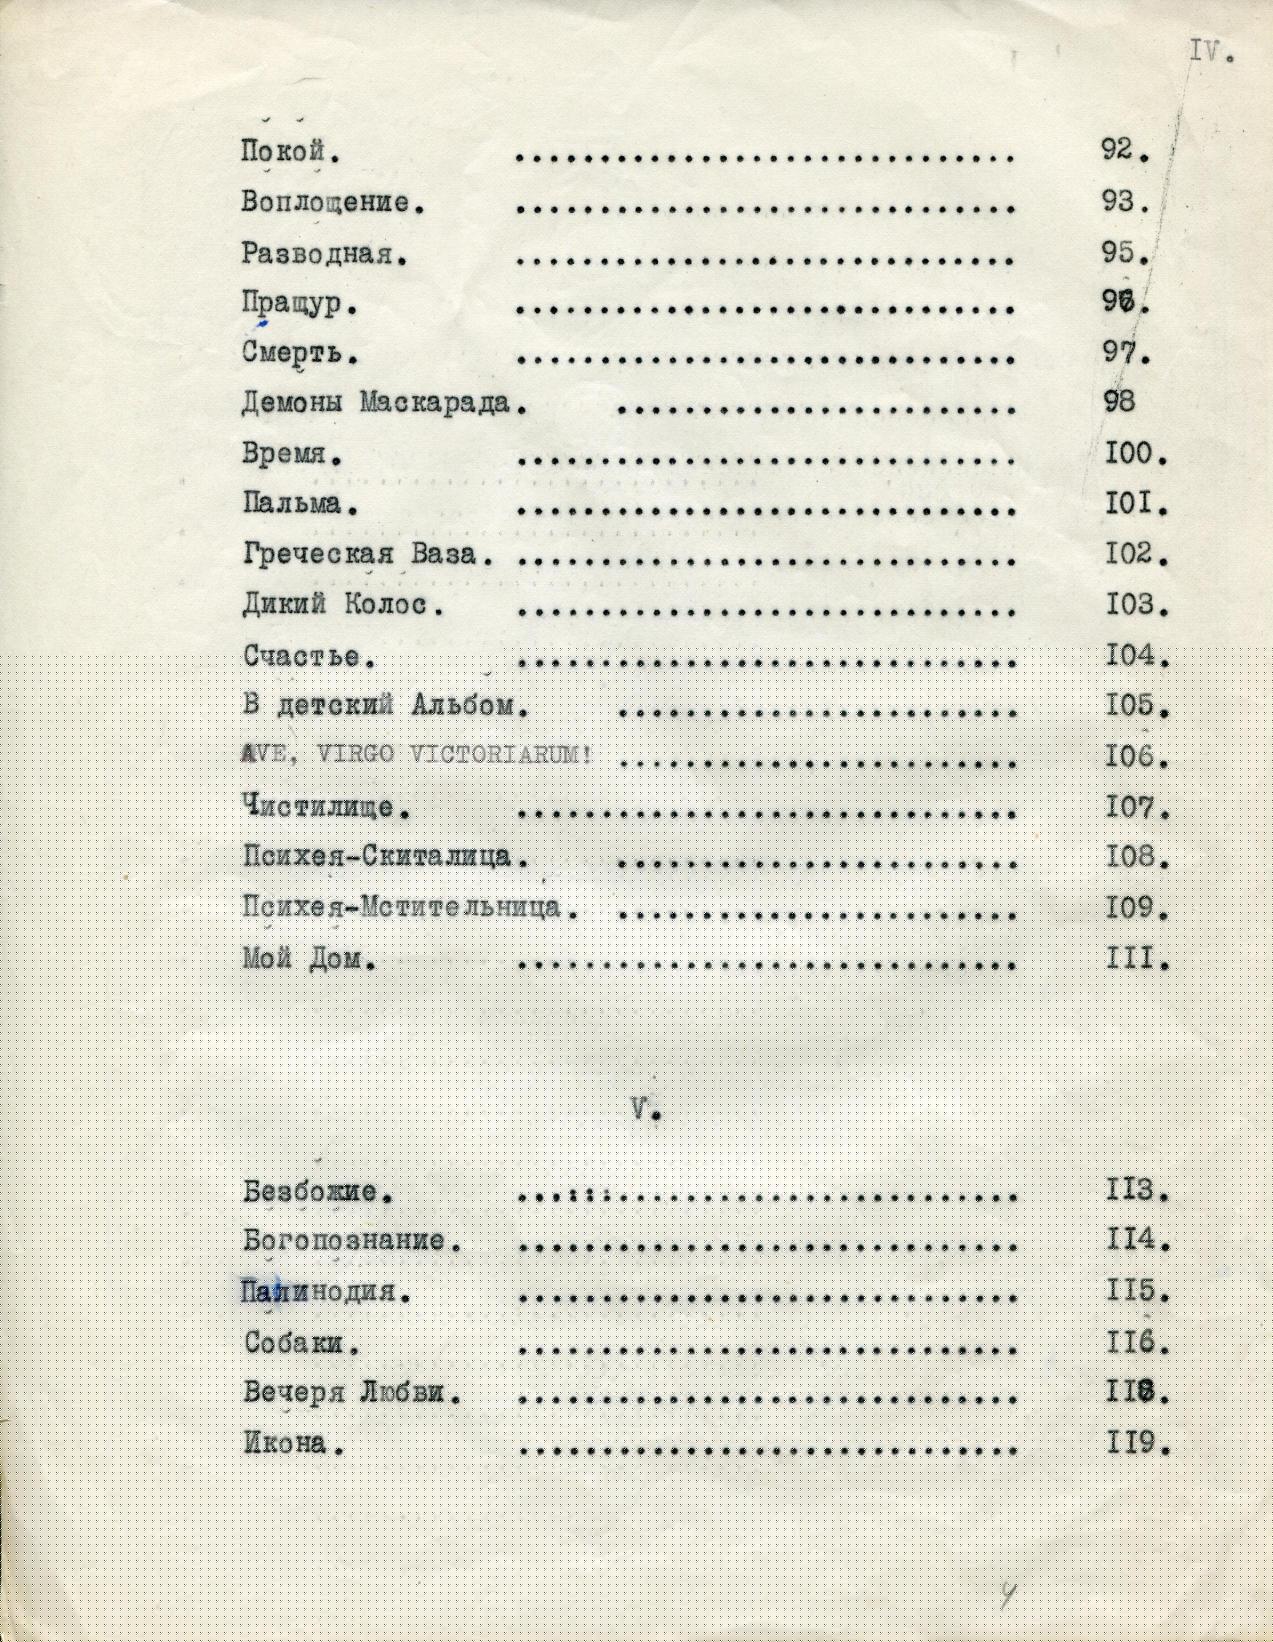 IV.
Покой. .............................. 92.
Воплощение. .............................. 93.
Разводная. .............................. 95.
Пращур. .............................. 96.
Смерть. .............................. 97.
Демоны Маскарада. ........................ 98
Время. .............................. I00.
Пальма. .............................. I0I.
Греческая Ваза. .............................. I02.
Дикий Колос. .............................. I03.
Счастье. .............................. I04.
В детский Альбом. ........................ I05.
AVE, VIRGO VICTORIARUM! ........................ I06.
Чистилище. .............................. I07.
Психея-Скиталица. ........................ I08.
Психея-Мстительница. ........................ I09.
Мой Дом. .............................. III.
V.
Безбожие. ...:::........................ II3.
Богопознание. .............................. II4.
Палинодия. .............................. II5.
Собаки. .............................. II6.
Вечеря Любви. .............................. II8.
Икона. .............................. II9.
4